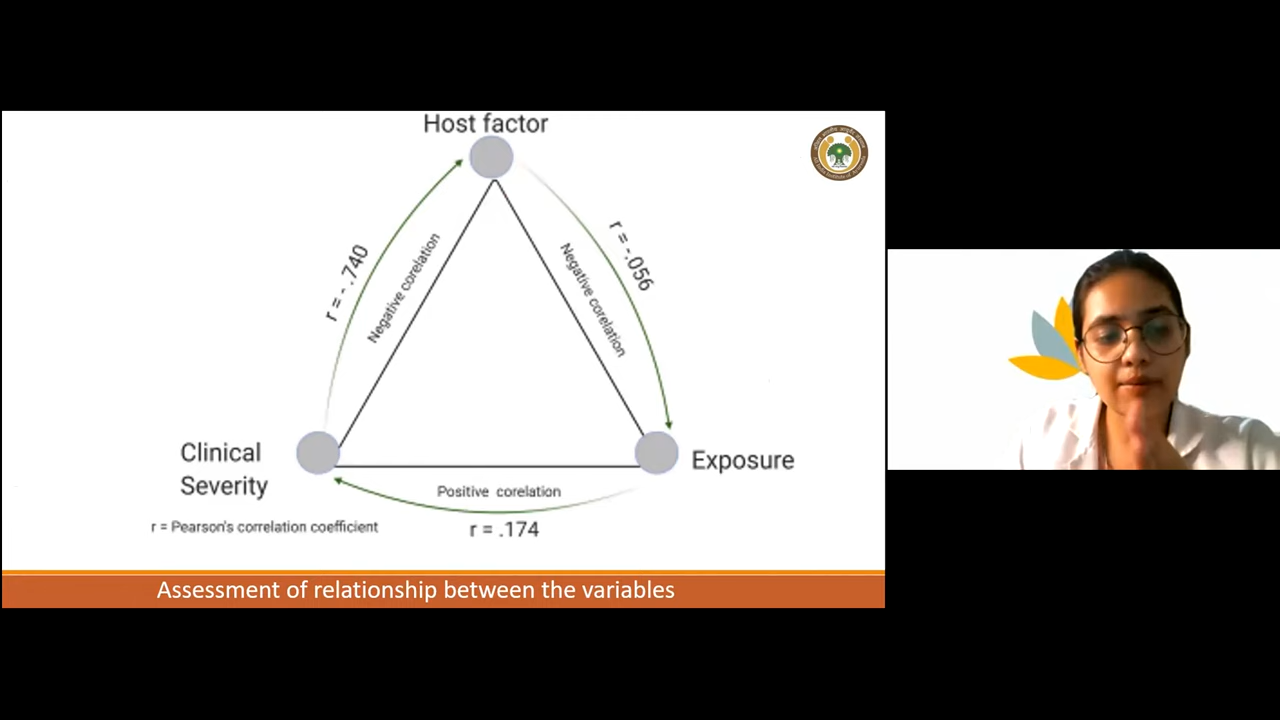 Host factor
r = - .740
Negative corelation
Negative corelation
r = -.056
Clinical
Severity
Exposure
Positive corelation
r = Pearson's correlation coefficient
r = .174
Assessment of relationship between the variables